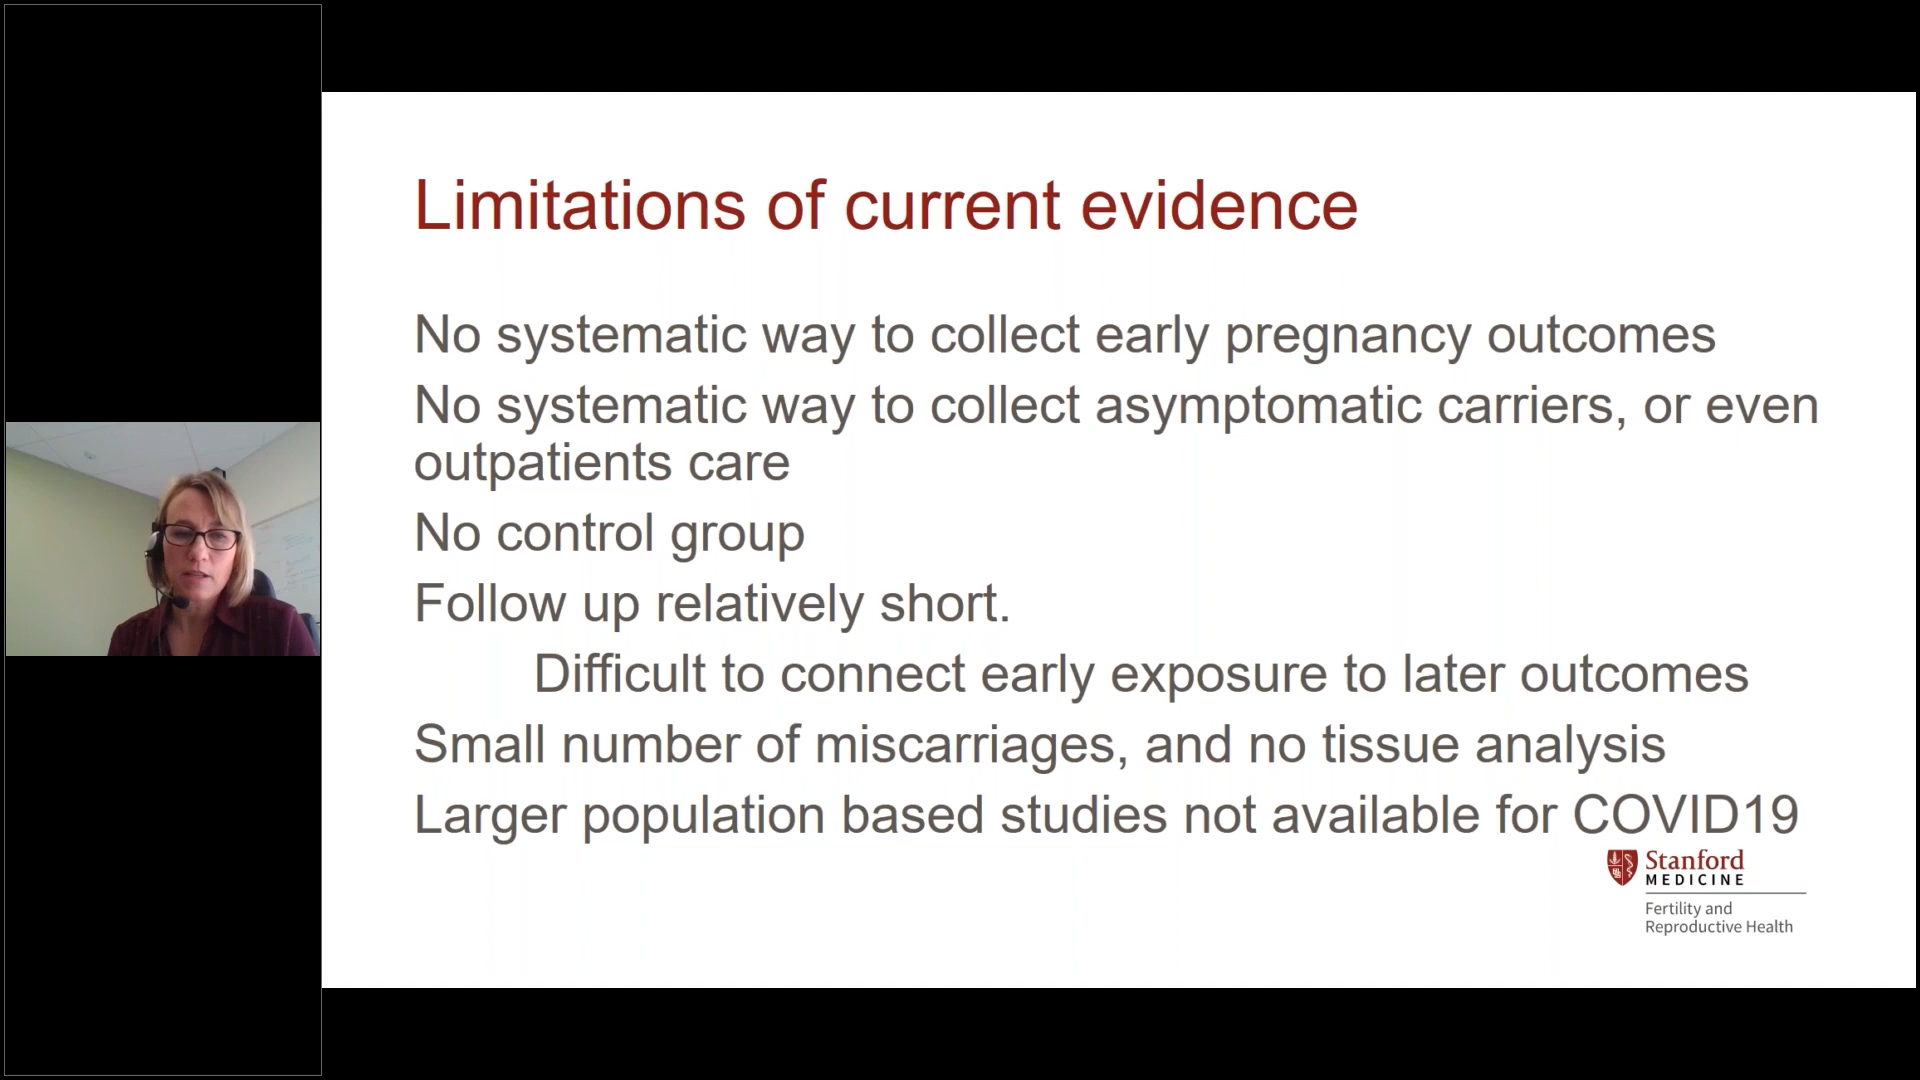 Limitations of current evidence
No systematic way to collect early pregnancy outcomes
No systematic way to collect asymptomatic carriers, or even
outpatients care
No control group
Follow up relatively short.
Difficult to connect early exposure to later outcomes
Small number of miscarriages, and no tissue analysis
Larger population based studies not available for COVID19
Stanford
MEDICINE
Fertility and
Reproductive Health